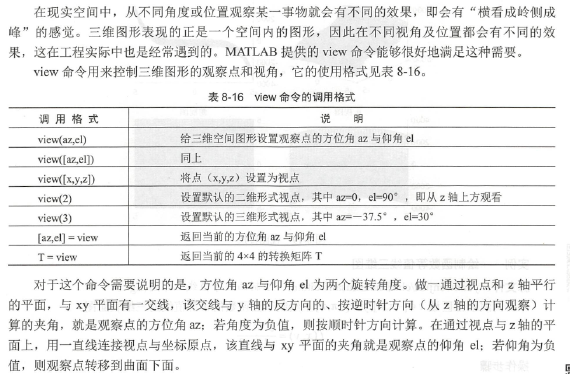 在现实空间中，从不同角度或位置观察某一事物就会有不同的效果，即会有“横看成岭侧成
峰”的感觉。三维图形表现的正是一个空间内的图形，因此在不同视角及位置都会有不同的效
果，这在工程实际中也是经常遇到的。MATLAB 提供的 view 命令能够很好地满足这种需要。
view 命令用来控制三维图形的观察点和视角，它的使用格式见表 8-16。
表 8-16 view 命令的调用格式
调 用 格 式 说 明
view(az,el) 给三维空间图形设置观察点的方位角 az 与仰角 el
view([az,el]) 同上
view([x,y,z]) 将点（x,y,z）设置为视点
view(2) 设置默认的二维形式视点，其中 az=0，el=90°，即从 z 轴上方观看
view(3) 设置默认的三维形式视点，其中 az=−37.5°，el=30°
[az,el] = view 返回当前的方位角 az 与仰角 el
T = view 返回当前的 4×4 的转换矩阵 T
对于这个命令需要说明的是，方位角 az 与仰角 el 为两个旋转角度。做一通过视点和 z 轴平行
的平面，与 xy 平面有一交线，该交线与 y 轴的反方向的、按逆时针方向（从 z 轴的方向观察）计
算的夹角，就是观察点的方位角 az；若角度为负值，则按顺时针方向计算。在通过视点与 z 轴的平
面上，用一直线连接视点与坐标原点，该直线与 xy 平面的夹角就是观察点的仰角 el；若仰角为负
值，则观察点转移到曲面下面。